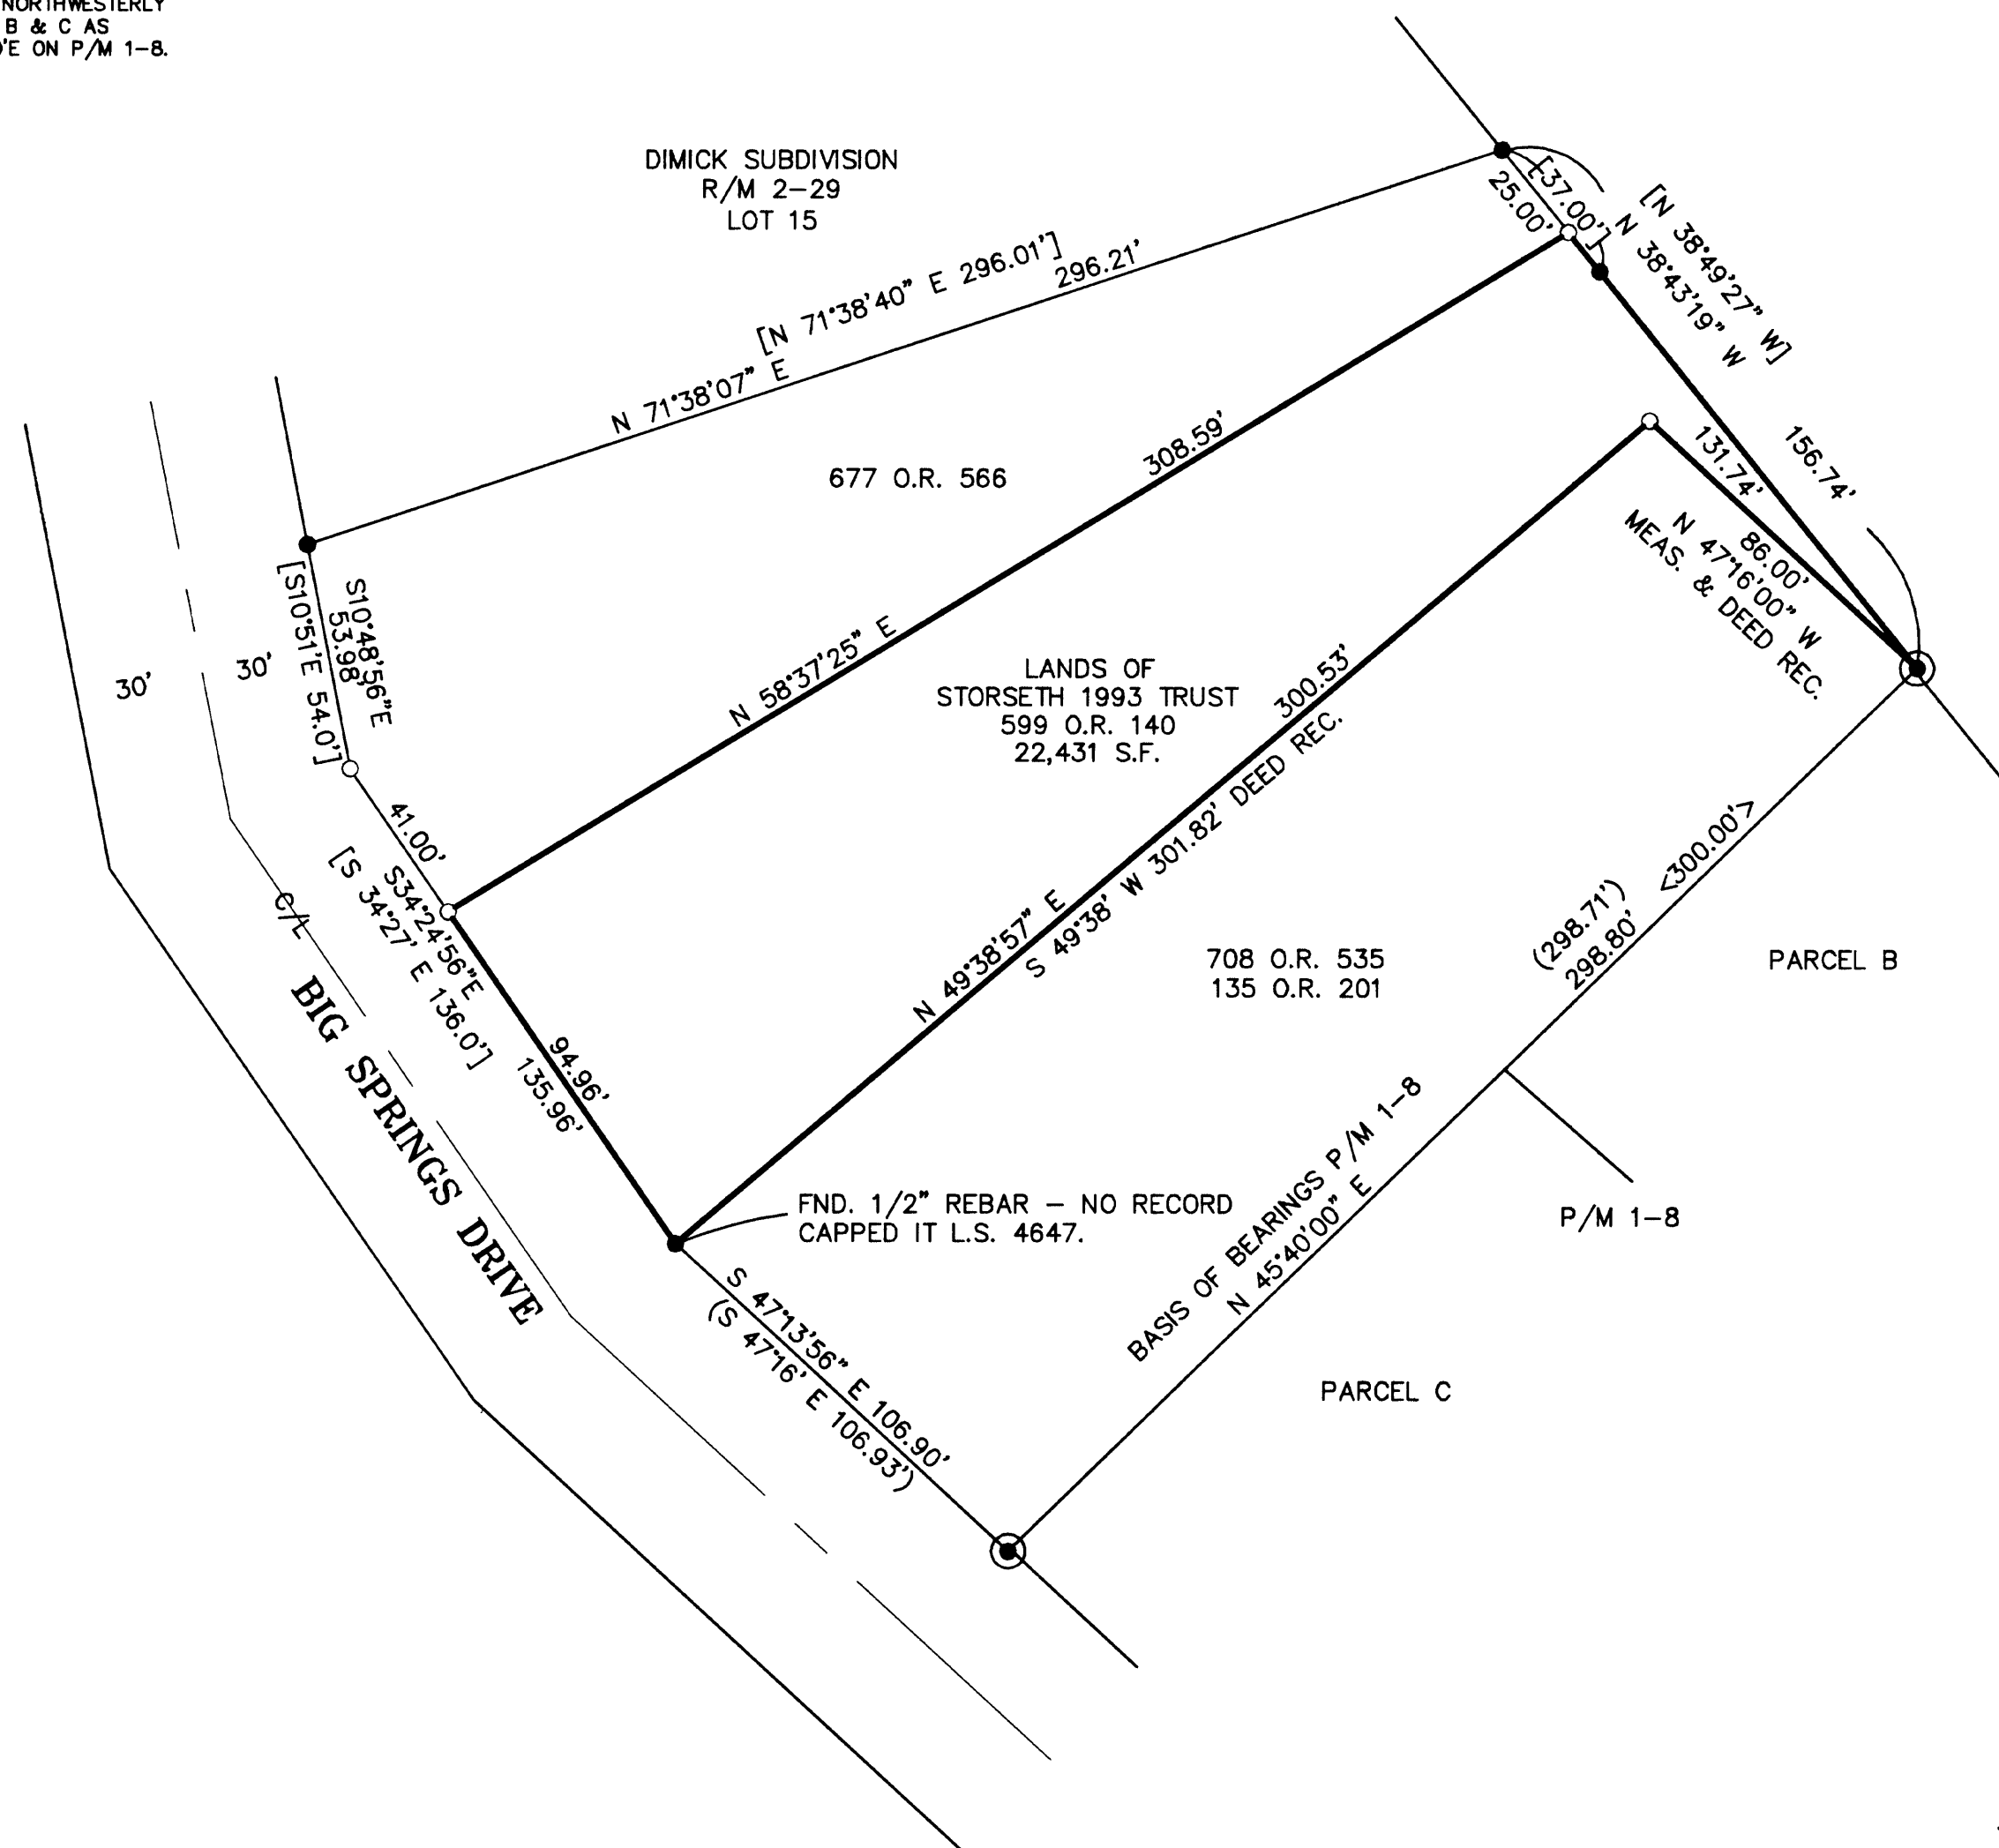 NORTHWESTERLY
B & C AS
'E ON P/M 1-8.
DIMICK SUBDIVISION
R/M 2-29
LOT 15
[37.00']
25.00'
[N 38°49'27" W]
N 38°43'19" W
[N 71°38'40" E 296.01']
296.21'
N 71°38'07" E
308.59'
677 O.R. 566
131.74'
156.74'
86.00'
N 47°16'00" W
MEAS. & DEED REC.
S10°48'56"E
53.98'
[S10°51'E 54.0']
30'
30'
N 58°37'25" E
LANDS OF
STORSETH 1993 TRUST
599 O.R. 140
22,431 S.F.
300.53'
S 49°38' W 301.82' DEED REC.
N 49°38'57" E
41.00'
S34°24'56"E
[S 34°27' E 136.0']
94.96'
135.96'
C/L BIG SPRINGS DRIVE
<300.00'>
(298.71')
298.80'
708 O.R. 535
135 O.R. 201
PARCEL B
BASIS OF BEARINGS P/M 1-8
N 45°40'00" E
P/M 1-8
FND. 1/2" REBAR - NO RECORD
CAPPED IT L.S. 4647.
S 47°13'56" E 106.90'
(S 47°16' E 106.93')
PARCEL C